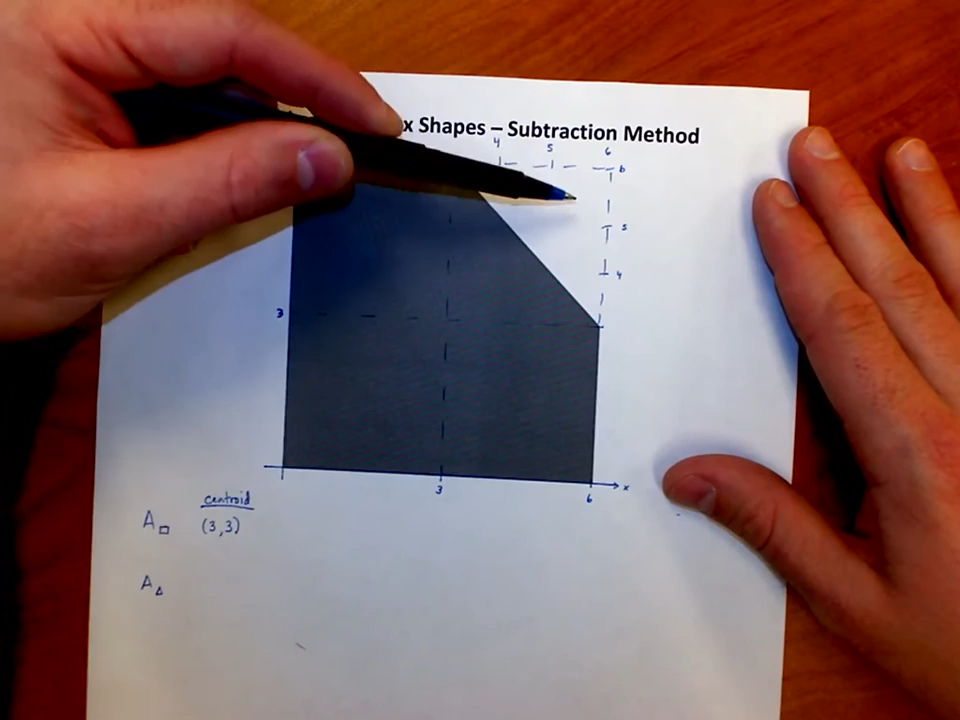 x Shapes – Subtraction Method
4 5 6
6
5
4
3
3 6 x
centroid
A□ (3,3)
A△